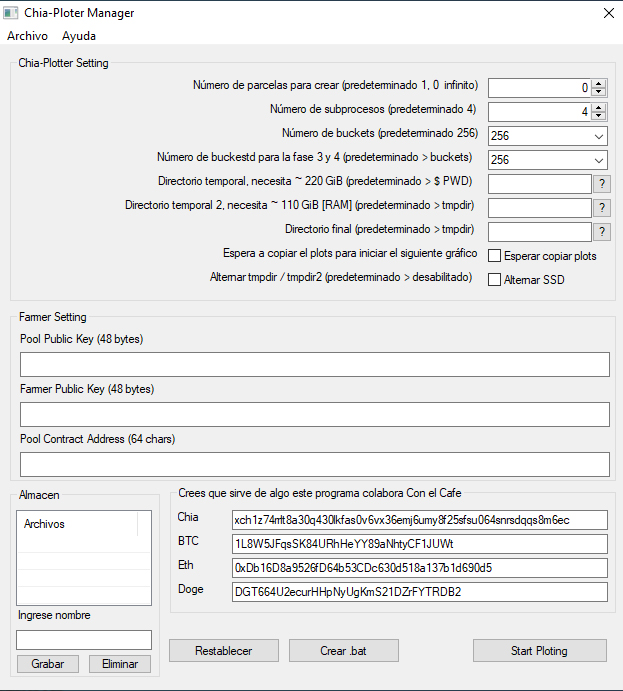 Chia-Ploter Manager
Archivo Ayuda
Chia-Plotter Setting
Número de parcelas para crear (predeterminado 1, 0 infinito) 0
Número de subprocesos (predeterminado 4) 4
Número de buckets (predeterminado 256) 256
Número de buckestd para la fase 3 y 4 (predeterminado > buckets) 256
Directorio temporal, necesita ~ 220 GiB (predeterminado > $ PWD) ?
Directorio temporal 2, necesita ~ 110 GiB [RAM] (predeterminado > tmpdir) ?
Directorio final (predeterminado > tmpdir) ?
Espera a copiar el plots para iniciar el siguiente gráfico Esperar copiar plots
Alternar tmpdir / tmpdir2 (predeterminado > desabilitado) Alternar SSD
Farmer Setting
Pool Public Key (48 bytes)
Farmer Public Key (48 bytes)
Pool Contract Address (64 chars)
Almacen
Archivos
Ingrese nombre
Grabar Eliminar
Crees que sirve de algo este programa colabora Con el Cafe
Chia xch1z74rrft8a30q430lkfas0v6vx36emj6umy8f25sfsu064snrsdqqs8m6ec
BTC 1L8W5JFqsSK84URhHeYY89aNhtyCF1JUWt
Eth 0xDb16D8a9526fD64b53CDc630d518a137b1d690d5
Doge DGT664U2ecurHHpNyUgKmS21DZrFYTRDB2
Restablecer Crear .bat Start Ploting